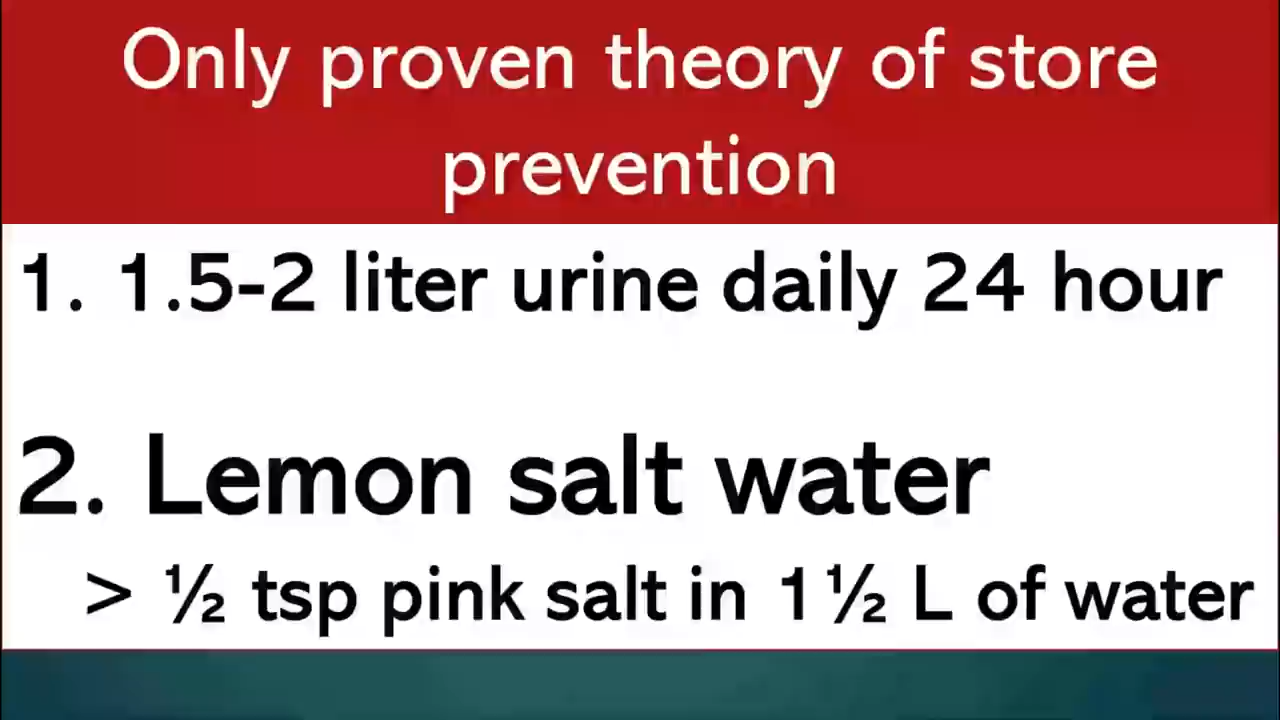 Only proven theory of store
prevention
1. 1.5-2 liter urine daily 24 hour
2. Lemon salt water
> ½ tsp pink salt in 1½ L of water